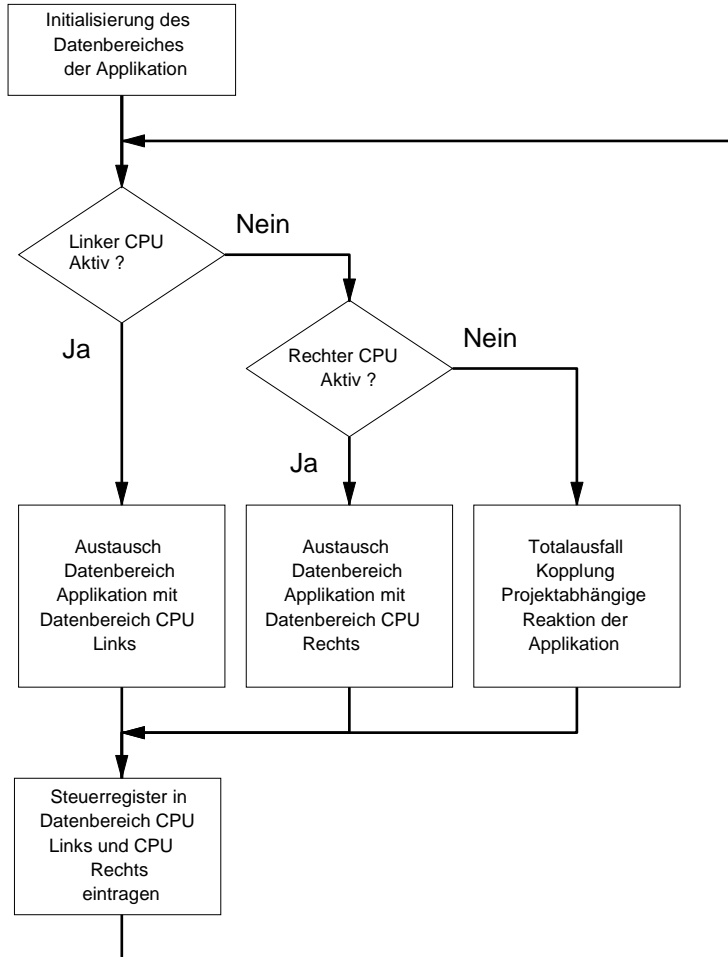 Initialisierung des
Datenbereiches
der Applikation
Linker CPU
Aktiv ?
Nein
Ja
Rechter CPU
Aktiv ?
Nein
Ja
Austausch
Datenbereich
Applikation mit
Datenbereich CPU
Links
Austausch
Datenbereich
Applikation mit
Datenbereich CPU
Rechts
Totalausfall
Kopplung
Projektabhängige
Reaktion der
Applikation
Steuerregister in
Datenbereich CPU
Links und CPU
Rechts
eintragen